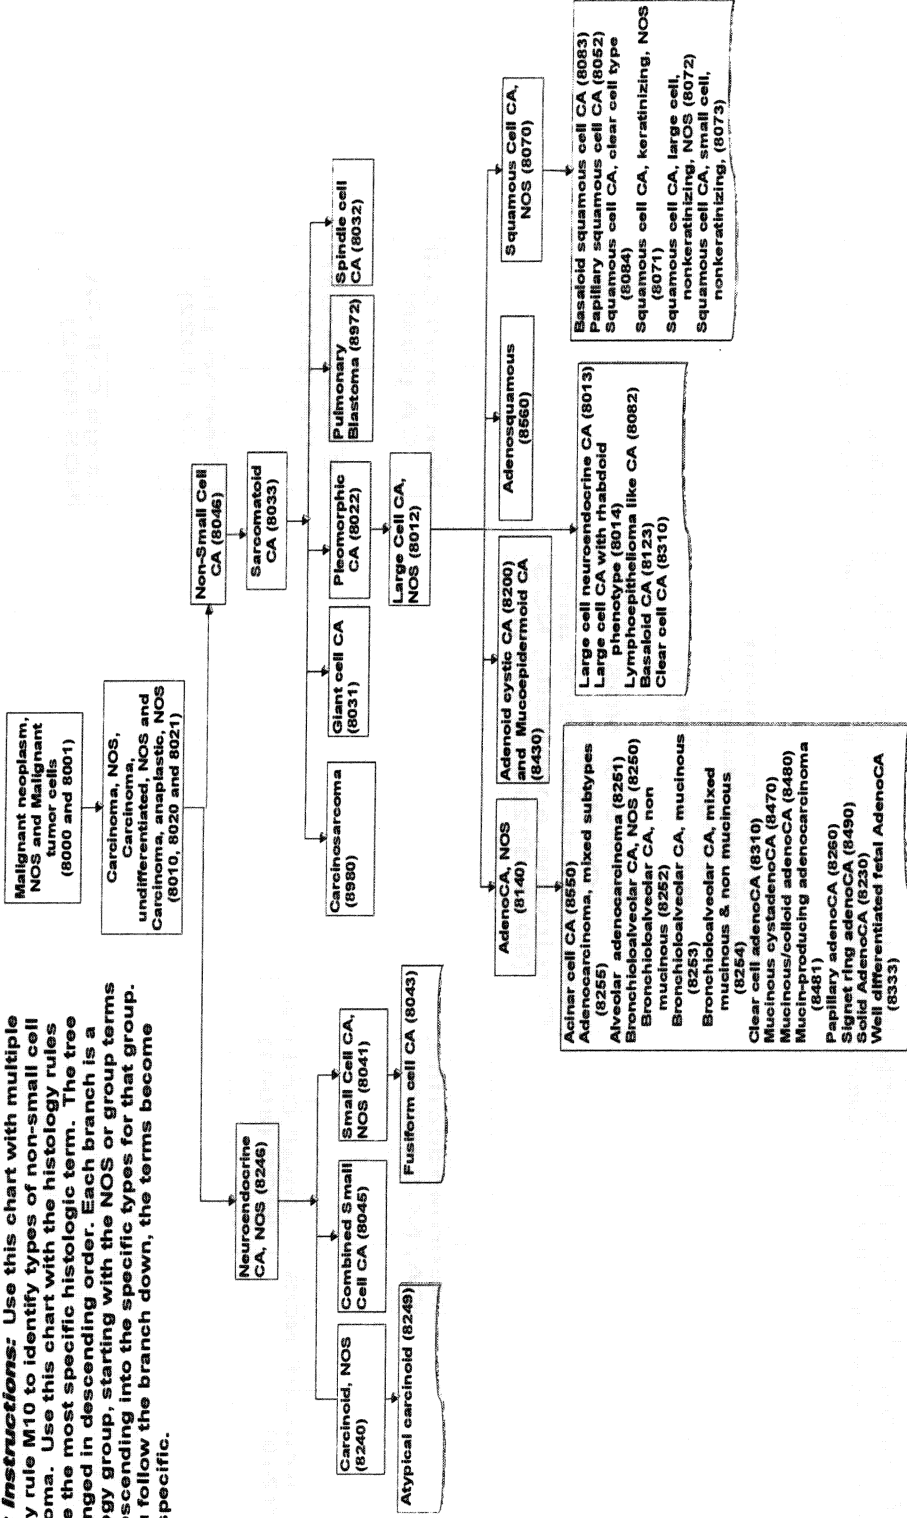 Instructions: Use this chart with multiple
y rule M10 to identify types of non-small cell
oma. Use this chart with the histology rules
e the most specific histologic term. The tree
nged in descending order. Each branch is a
ogy group, starting with the NOS or group terms
scending into the specific types for that group.
follow the branch down, the terms become
specific.
Malignant neoplasm,
NOS and Malignant
tumor cells
(8000 and 8001)
Carcinoma, NOS,
Carcinoma,
undifferentiated, NOS and
Carcinoma, anaplastic, NOS
(8010, 8020 and 8021)
Neuroendocrine
CA, NOS (8246)
Non-Small Cell
CA (8046)
Sarcomatoid
CA (8033)
Carcinoid, NOS
(8240)
Combined Small
Cell CA (8045)
Small Cell CA,
NOS (8041)
Carcinosarcoma
(8980)
Giant cell CA
(8031)
Pleomorphic
CA (8022)
Pulmonary
Blastoma (8972)
Spindle cell
CA (8032)
Atypical carcinoid (8249)
Fusiform cell CA (8043)
Large Cell CA,
NOS (8012)
AdenoCA, NOS
(8140)
Adenoid cystic CA (8200)
and Mucoepidermoid CA
(8430)
Adenosquamous
(8560)
Squamous Cell CA,
NOS (8070)
Acinar cell CA (8550)
Adenocarcinoma, mixed subtypes
(8255)
Alveolar adenocarcinoma (8251)
Bronchioloalveolar CA, NOS (8250)
Bronchioloalveolar CA, non
mucinous (8252)
Bronchioloalveolar CA, mucinous
(8253)
Bronchioloalveolar CA, mixed
mucinous & non mucinous
(8254)
Clear cell adenoCA (8310)
Mucinous cystadenoCA (8470)
Mucinous/colloid adenoCA (8480)
Mucin-producing adenocarcinoma
(8481)
Papillary adenoCA (8260)
Signet ring adenoCA (8490)
Solid AdenoCA (8230)
Well differentiated fetal AdenoCA
(8333)
Large cell neuroendocrine CA (8013)
Large cell CA with rhabdoid
phenotype (8014)
Lymphoepithelioma like CA (8082)
Basaloid CA (8123)
Clear cell CA (8310)
Basaloid squamous cell CA (8083)
Papillary squamous cell CA (8052)
Squamous cell CA, clear cell type
(8084)
Squamous cell CA, keratinizing, NOS
(8071)
Squamous cell CA, large cell,
nonkeratinizing, NOS (8072)
Squamous cell CA, small cell,
nonkeratinizing, (8073)